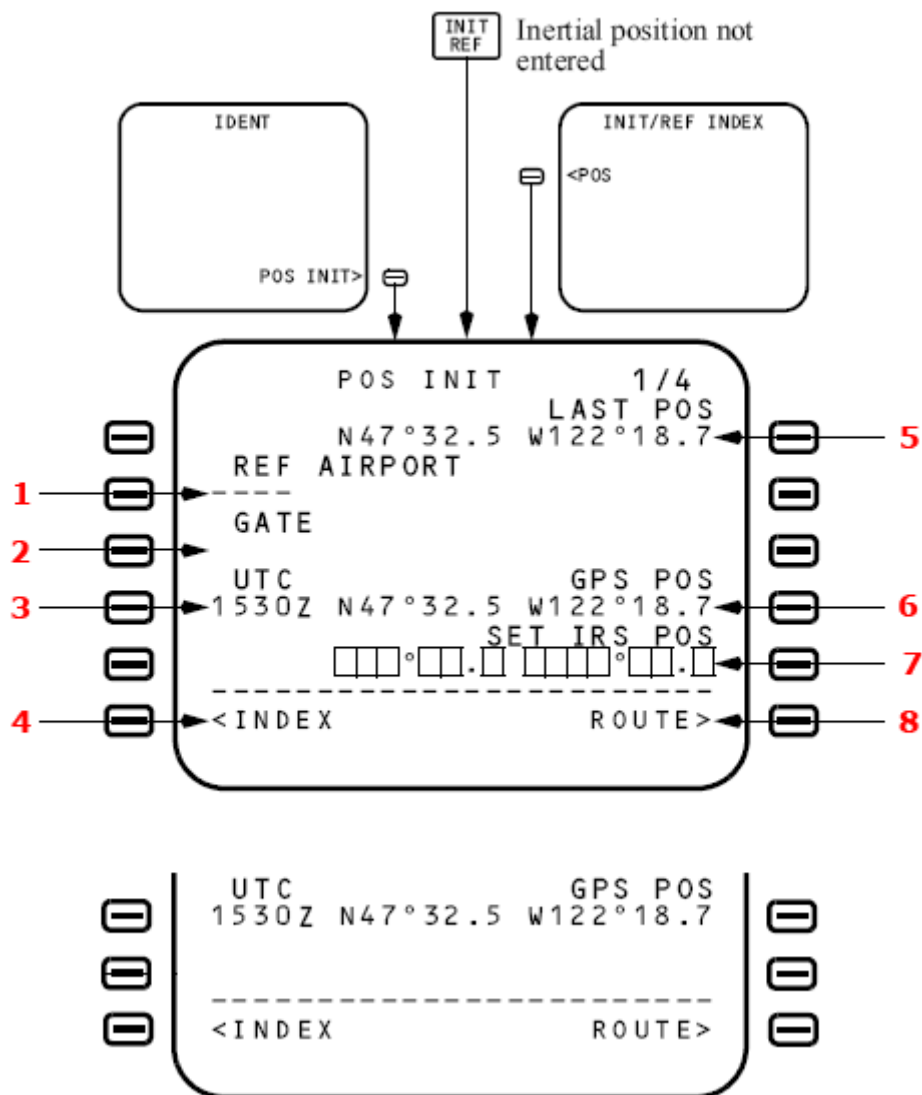 INIT
REF
Inertial position not
entered
IDENT
POS INIT>
INIT/REF INDEX
<POS
POS INIT 1/4
LAST POS
N47°32.5 W122°18.7
5
REF AIRPORT
1
----
GATE
2
UTC GPS POS
3
1530Z N47°32.5 W122°18.7
6
SET IRS POS
□□□°□□.□ □□□□°□□.□
7
--------------------------
4
<INDEX ROUTE>
8
UTC GPS POS
1530Z N47°32.5 W122°18.7
--------------------------
<INDEX ROUTE>